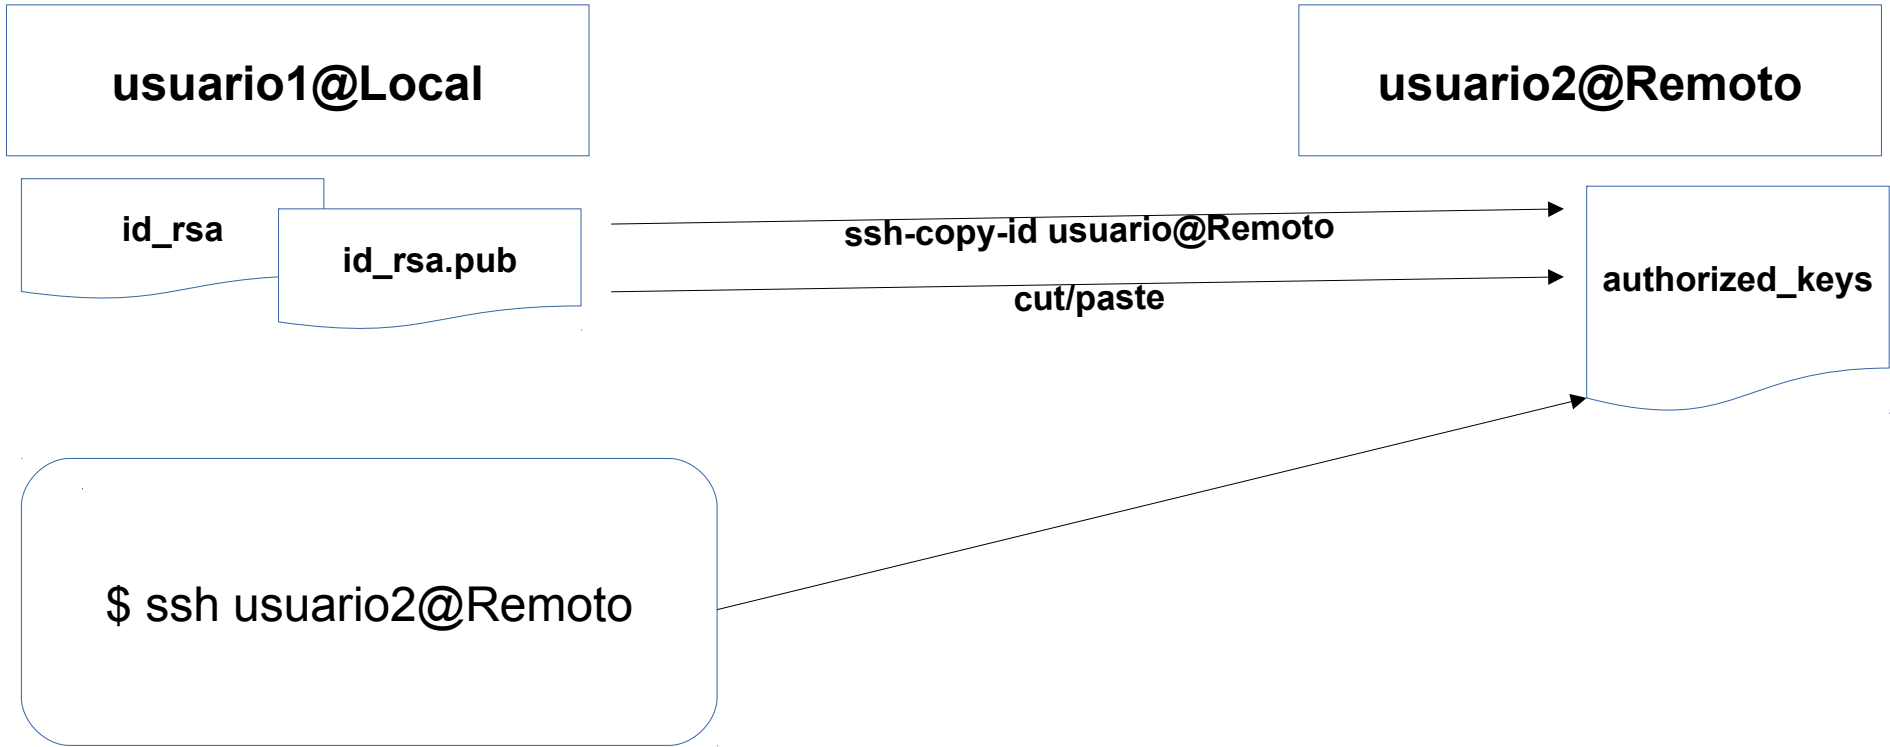 usuario1@Local
usuario2@Remoto
id_rsa
id_rsa.pub
ssh-copy-id usuario@Remoto
cut/paste
authorized_keys
$ ssh usuario2@Remoto